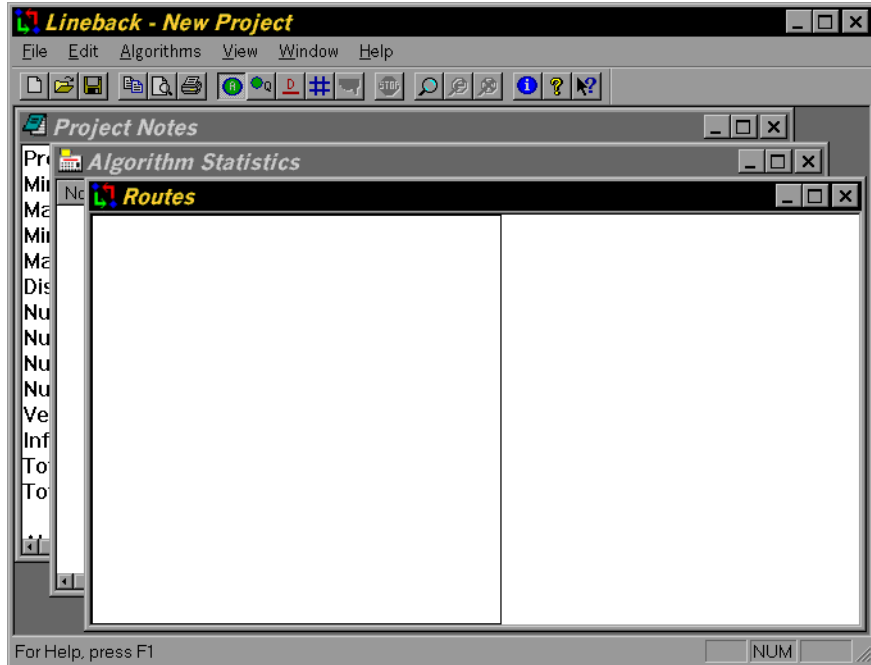 Lineback - New Project
File Edit Algorithms View Window Help
A Q D STOP i ? ?
Project Notes
Algorithm Statistics
Routes
For Help, press F1
NUM